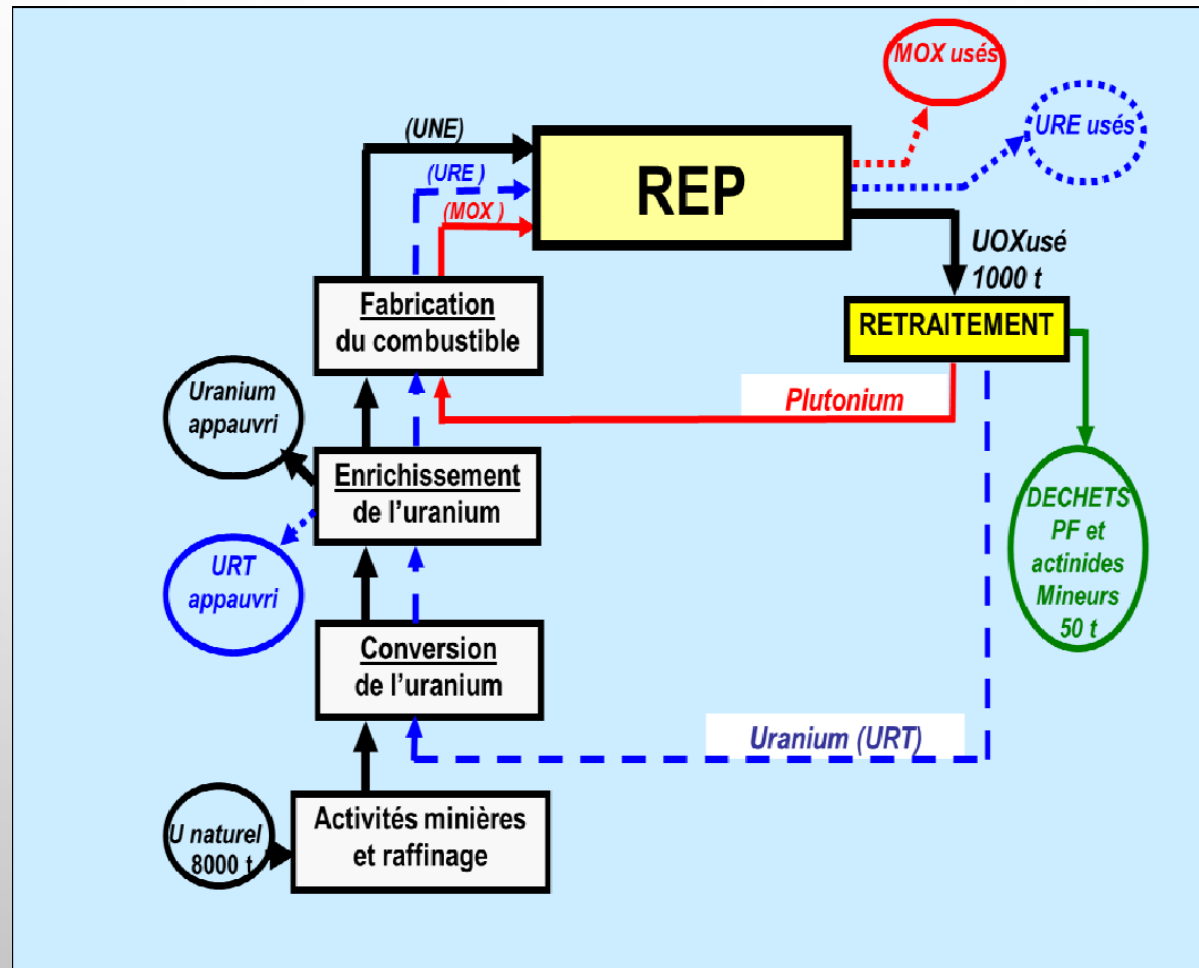 MOX usés
URE usés
(UNE)
(URE )
(MOX )
REP
UOXusé
1000 t
Fabrication
du combustible
RETRAITEMENT
Uranium
appauvri
Plutonium
Enrichissement
de l'uranium
DECHETS
PF et
actinides
Mineurs
50 t
URT
appauvri
Conversion
de l'uranium
Uranium (URT)
U naturel
8000 t
Activités minières
et raffinage